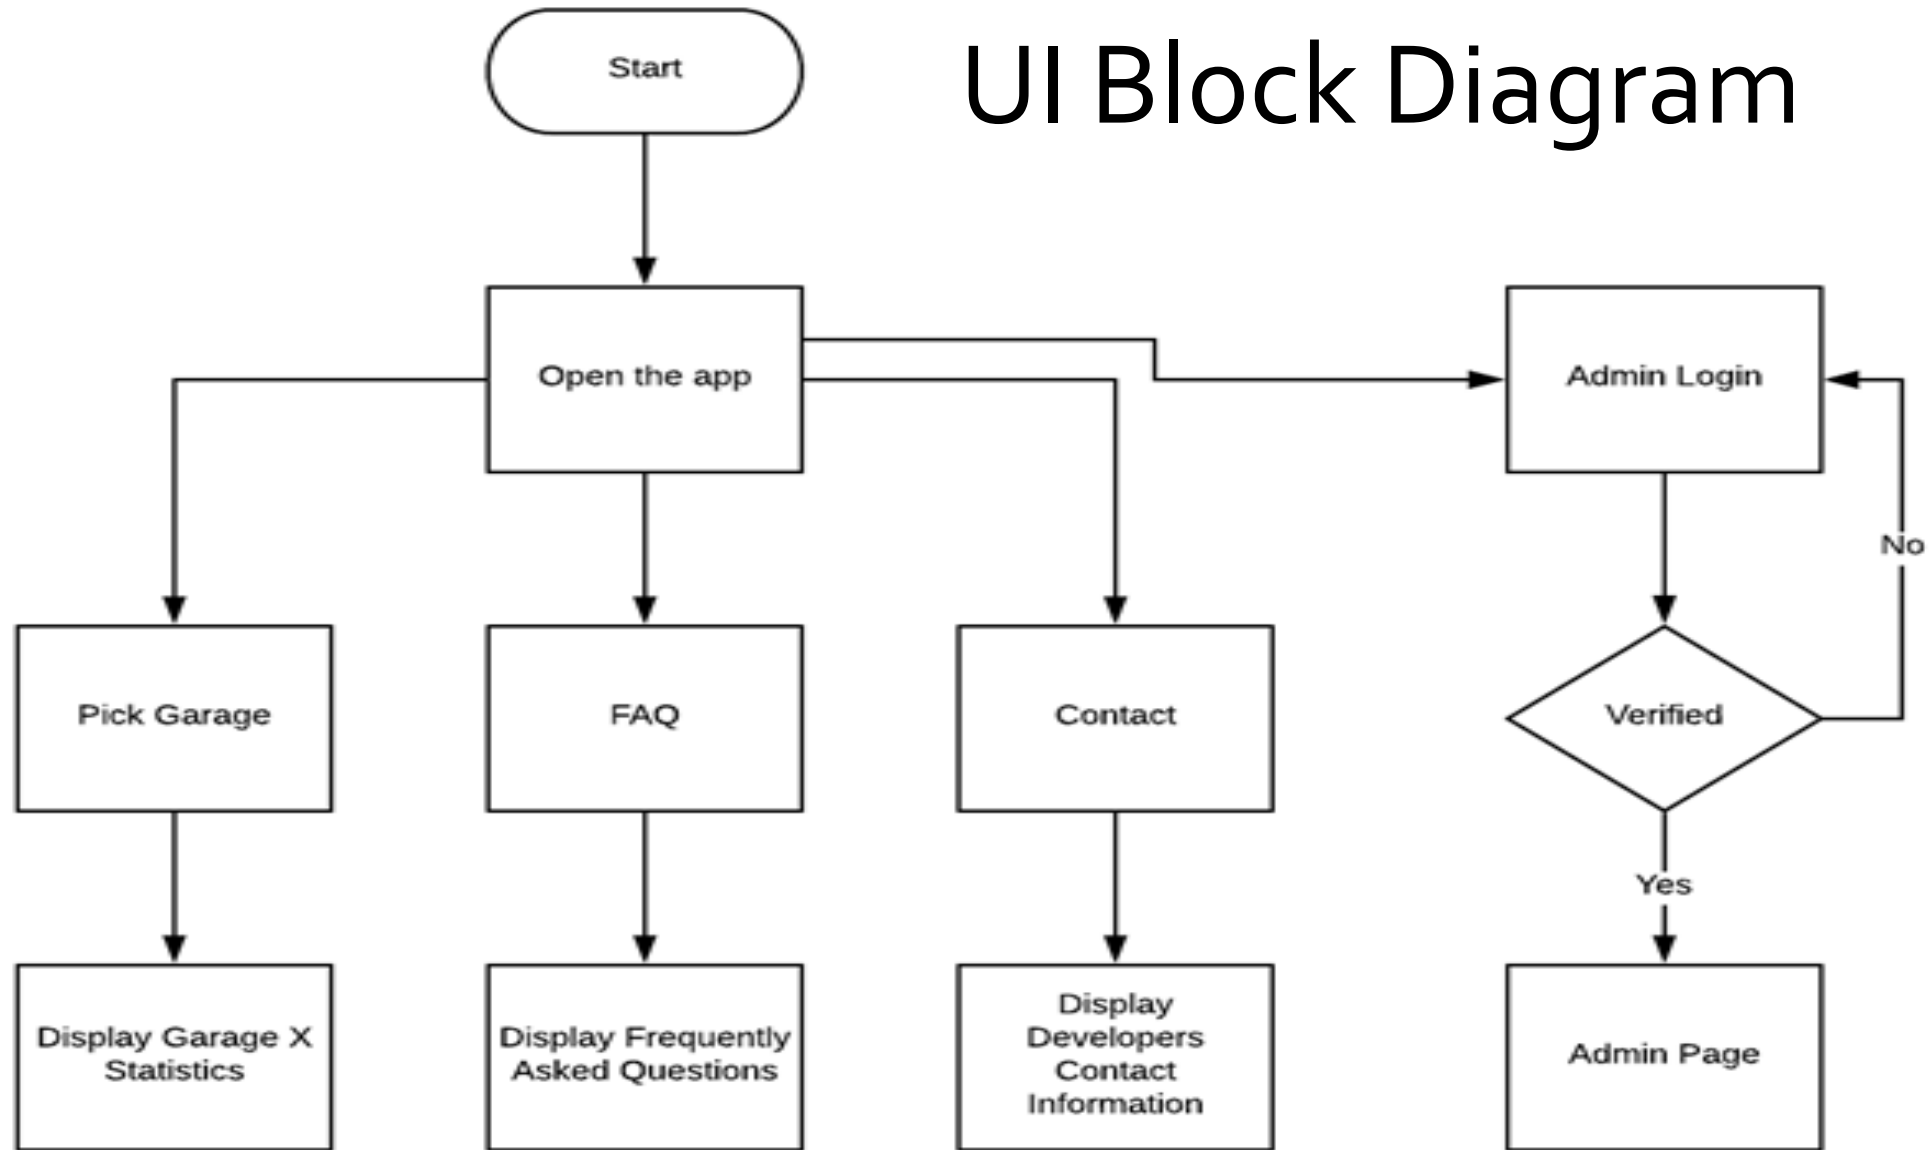 Start
UI Block Diagram
Open the app
Admin Login
No
Pick Garage
FAQ
Contact
Verified
Yes
Display Garage X
Statistics
Display Frequently
Asked Questions
Display
Developers
Contact
Information
Admin Page